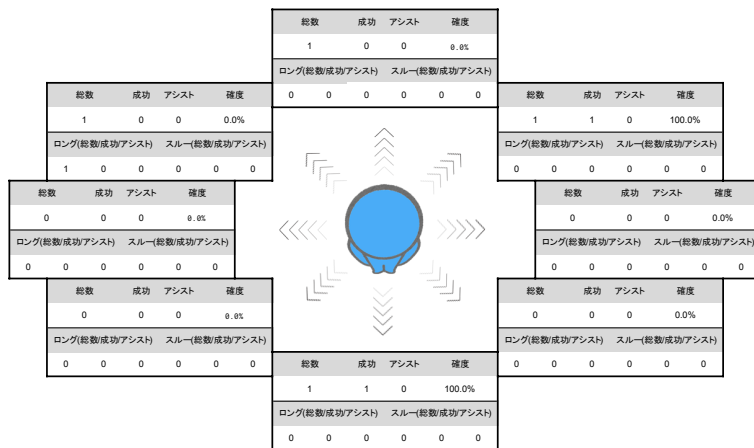 総数 成功 アシスト 確度
1 0 0 0.0%
ロング(総数/成功/アシスト) スルー(総数/成功/アシスト)
0 0 0 0 0 0
総数 成功 アシスト 確度
1 0 0 0.0%
ロング(総数/成功/アシスト) スルー(総数/成功/アシスト)
1 0 0 0 0 0
総数 成功 アシスト 確度
1 1 0 100.0%
ロング(総数/成功/アシスト) スルー(総数/成功/アシスト)
0 0 0 0 0 0
総数 成功 アシスト 確度
0 0 0 0.0%
ロング(総数/成功/アシスト) スルー(総数/成功/アシスト)
0 0 0 0 0 0
総数 成功 アシスト 確度
0 0 0 0.0%
ロング(総数/成功/アシスト) スルー(総数/成功/アシスト)
0 0 0 0 0 0
総数 成功 アシスト 確度
0 0 0 0.0%
ロング(総数/成功/アシスト) スルー(総数/成功/アシスト)
0 0 0 0 0 0
総数 成功 アシスト 確度
0 0 0 0.0%
ロング(総数/成功/アシスト) スルー(総数/成功/アシスト)
0 0 0 0 0 0
総数 成功 アシスト 確度
1 1 0 100.0%
ロング(総数/成功/アシスト) スルー(総数/成功/アシスト)
0 0 0 0 0 0